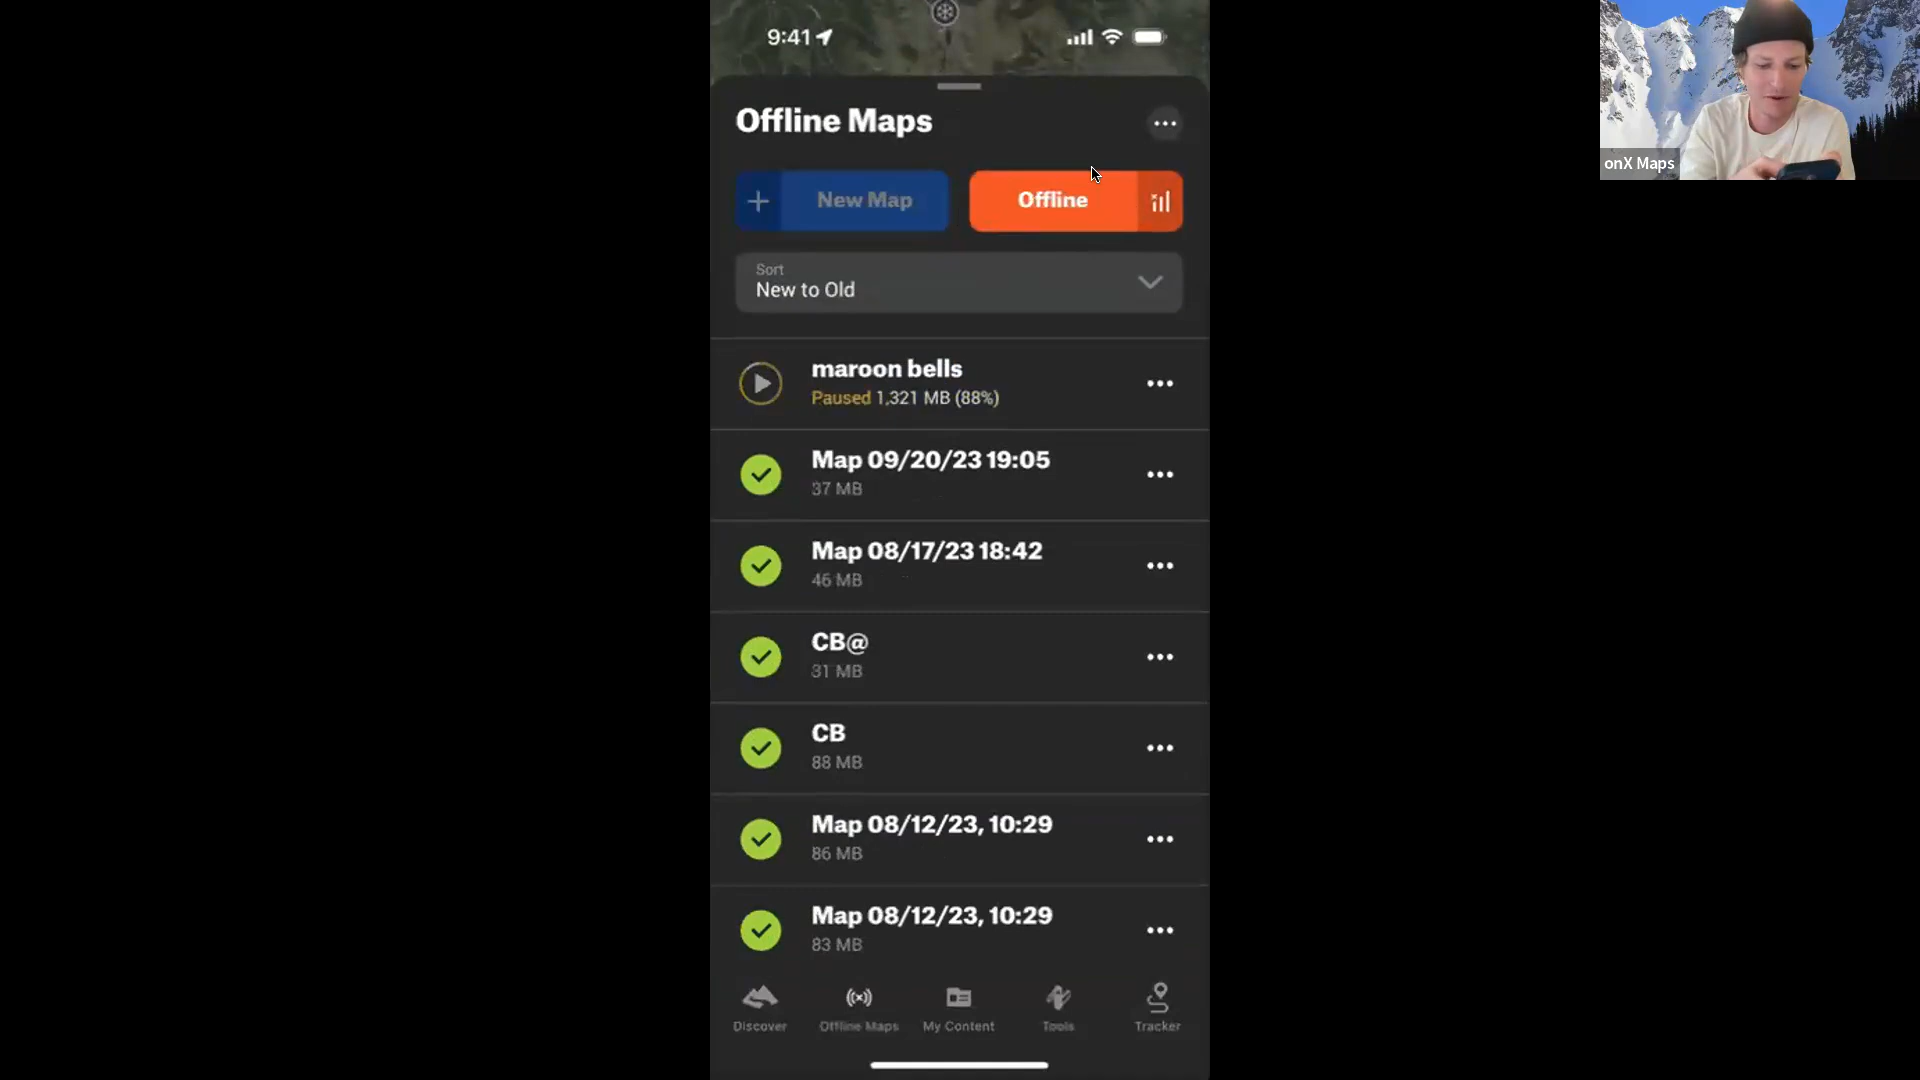 9:41
Offline Maps
New Map
Offline
Sort
New to Old
maroon bells
Paused 1,321 MB (88%)
Map 09/20/23 19:05
37 MB
Map 08/17/23 18:42
46 MB
CB@
31 MB
CB
88 MB
Map 08/12/23, 10:29
86 MB
Map 08/12/23, 10:29
83 MB
Discover
Offline Maps
My Content
Tools
Tracker
onX Maps